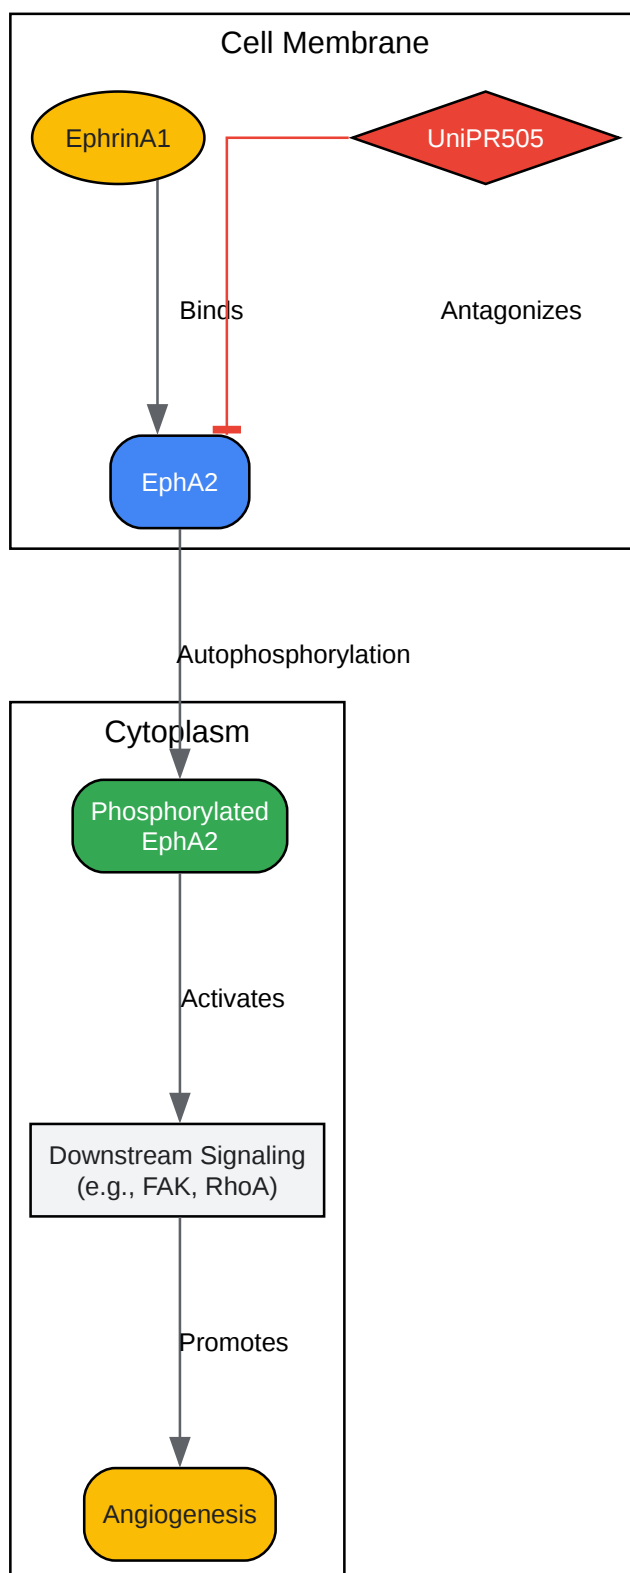 Cell Membrane
EphrinA1
UniPR505
Binds
Antagonizes
EphA2
Autophosphorylation
Cytoplasm
Phosphorylated
EphA2
Activates
Downstream Signaling
(e.g., FAK, RhoA)
Promotes
Angiogenesis